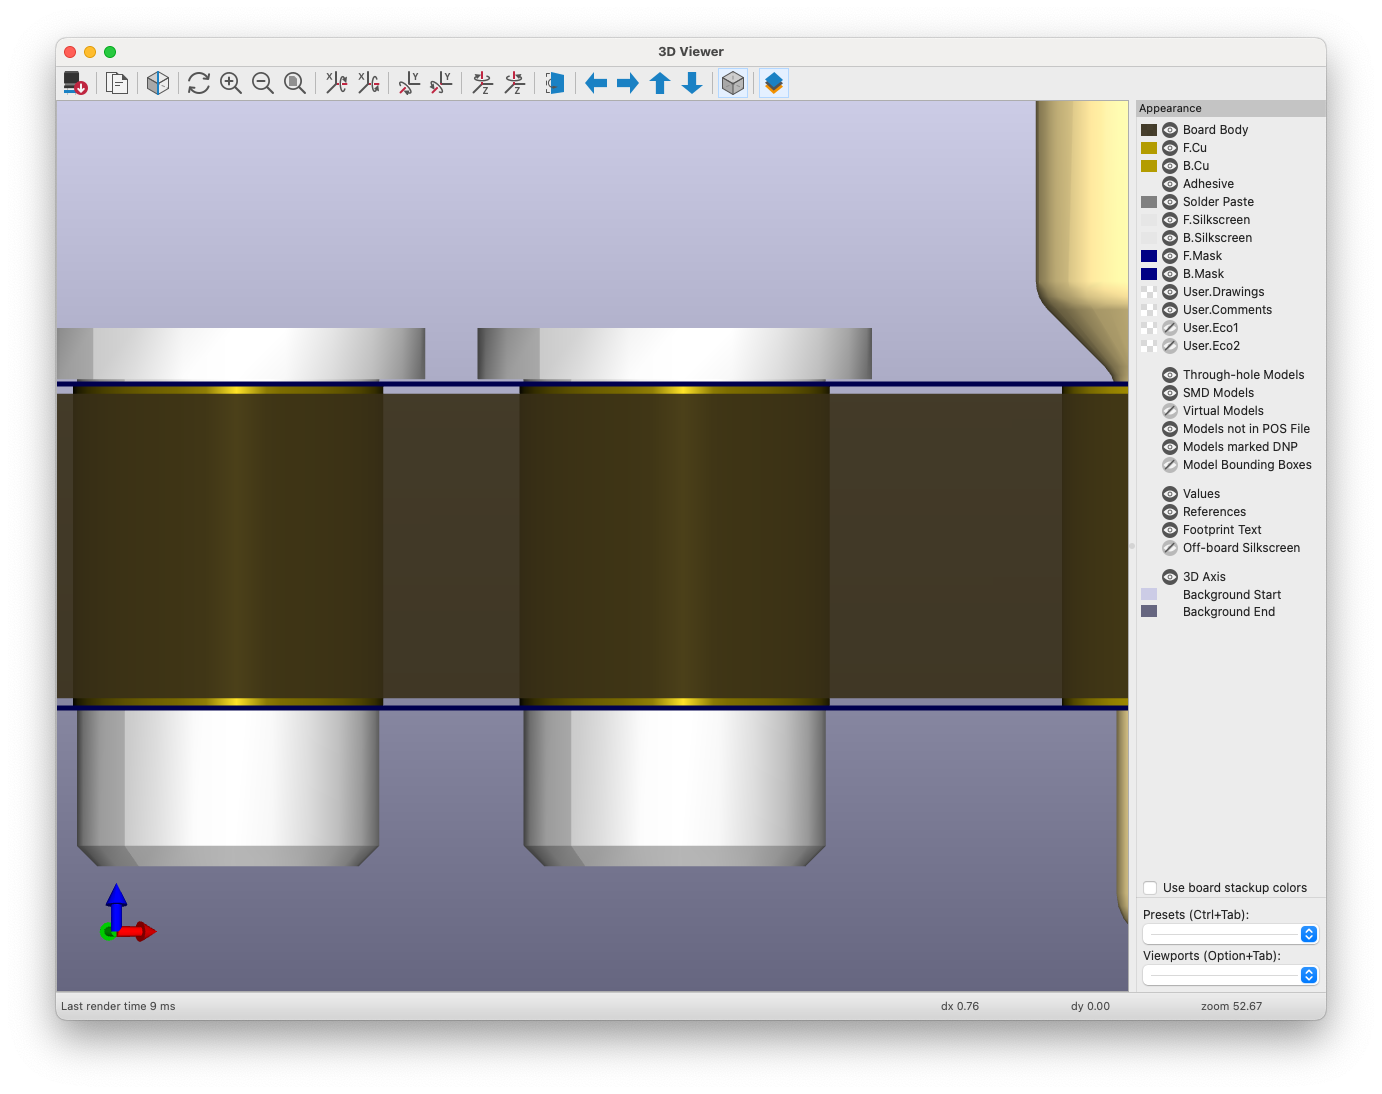 3D Viewer
X
X
Y
Y
Z
Z
Appearance
Board Body
F.Cu
B.Cu
Adhesive
Solder Paste
F.Silkscreen
B.Silkscreen
F.Mask
B.Mask
User.Drawings
User.Comments
User.Eco1
User.Eco2
Through-hole Models
SMD Models
Virtual Models
Models not in POS File
Models marked DNP
Model Bounding Boxes
Values
References
Footprint Text
Off-board Silkscreen
3D Axis
Background Start
Background End
Use board stackup colors
Presets (Ctrl+Tab):
Viewports (Option+Tab):
Last render time 9 ms
dx 0.76
dy 0.00
zoom 52.67